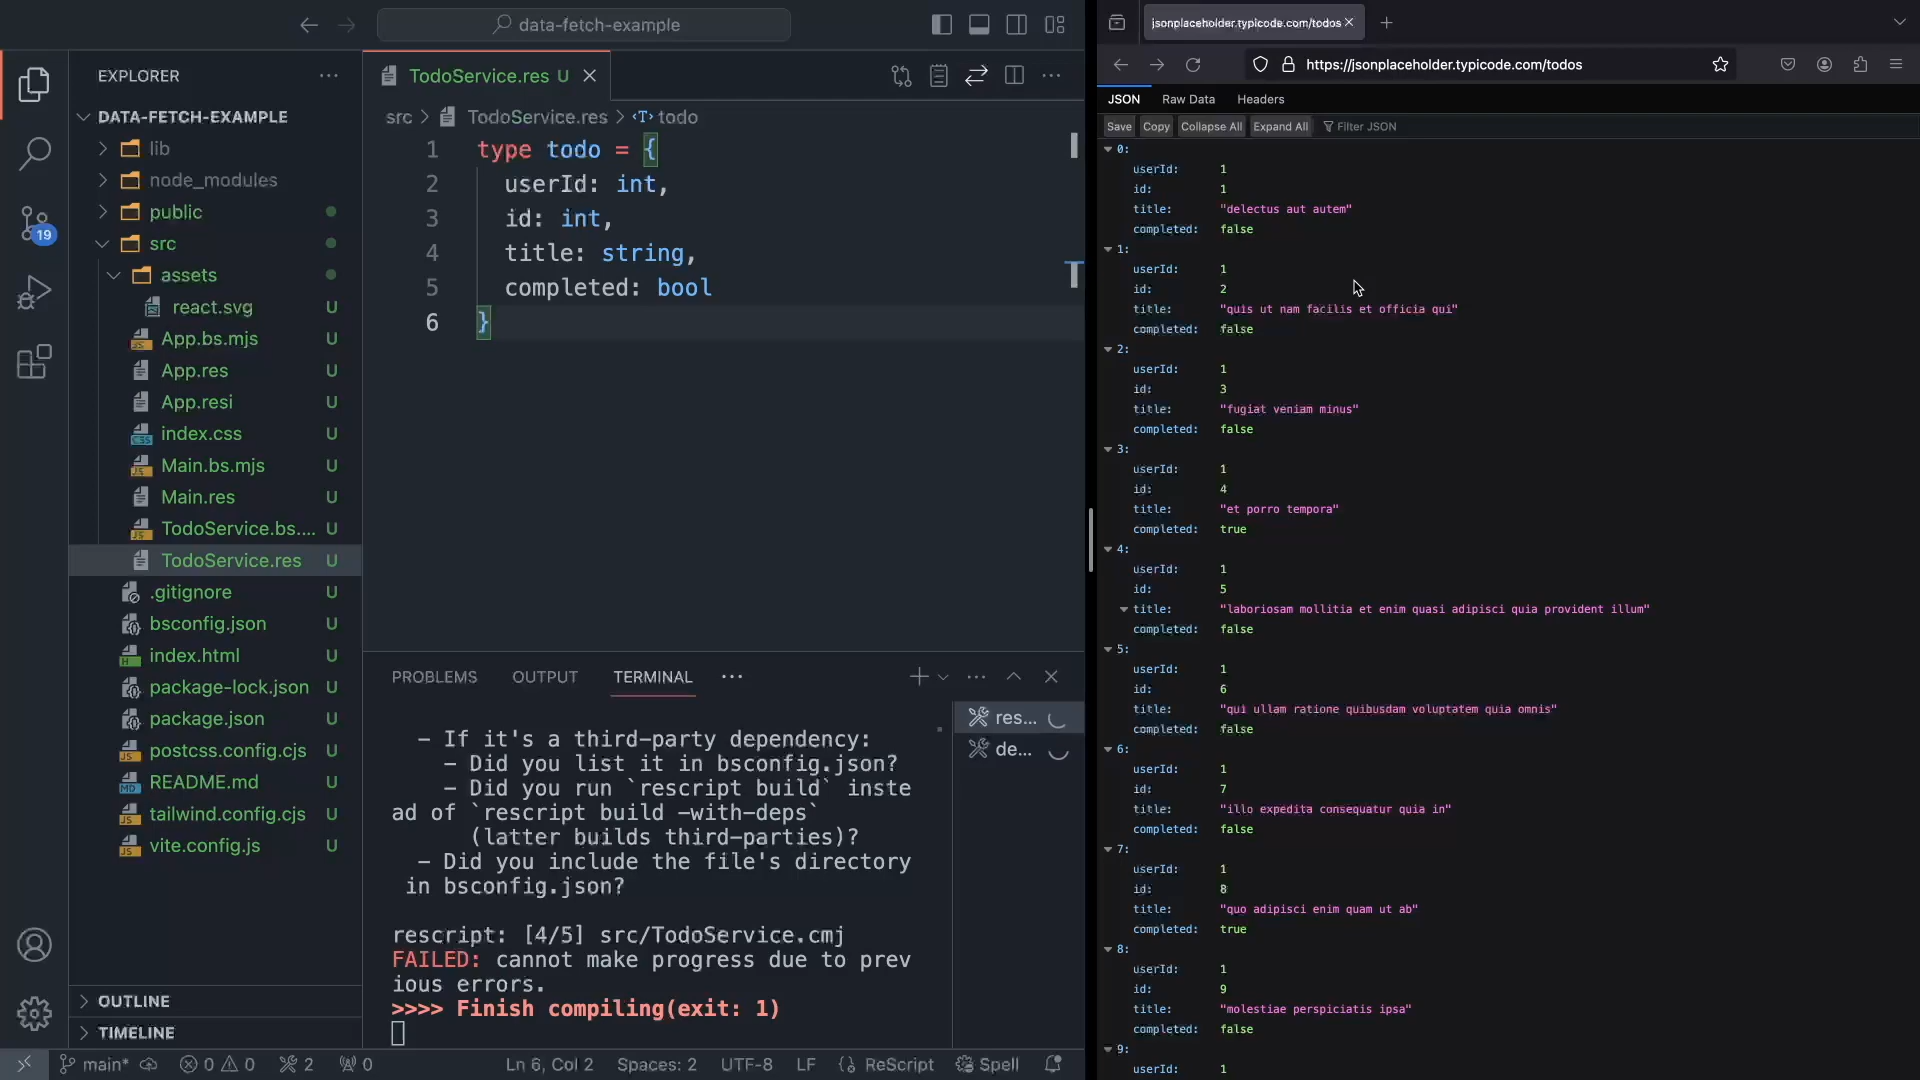 data-fetch-example
EXPLORER
DATA-FETCH-EXAMPLE
lib
node_modules
public
src
assets
react.svg U
App.bs.mjs U
App.res U
App.resi U
index.css U
Main.bs.mjs U
Main.res U
TodoService.bs.... U
TodoService.res U
.gitignore U
bsconfig.json U
index.html U
package-lock.json U
package.json U
postcss.config.cjs U
README.md U
tailwind.config.cjs U
vite.config.js U
OUTLINE
TIMELINE
19
TodoService.res U
src > TodoService.res > todo
1 type todo = {
2 userId: int,
3 id: int,
4 title: string,
5 completed: bool
6 }
PROBLEMS OUTPUT TERMINAL
res...
de...
- If it's a third-party dependency:
- Did you list it in bsconfig.json?
- Did you run `rescript build` inste
ad of `rescript build -with-deps`
(latter builds third-parties)?
- Did you include the file's directory
in bsconfig.json?
rescript: [4/5] src/TodoService.cmj
FAILED: cannot make progress due to prev
ious errors.
>>>> Finish compiling(exit: 1)
main* 0 0 2 0 Ln 6, Col 2 Spaces: 2 UTF-8 LF {} ReScript Spell
jsonplaceholder.typicode.com/todos
https://jsonplaceholder.typicode.com/todos
JSON Raw Data Headers
Save Copy Collapse All Expand All Filter JSON
0:
userId: 1
id: 1
title: "delectus aut autem"
completed: false
1:
userId: 1
id: 2
title: "quis ut nam facilis et officia qui"
completed: false
2:
userId: 1
id: 3
title: "fugiat veniam minus"
completed: false
3:
userId: 1
id: 4
title: "et porro tempora"
completed: true
4:
userId: 1
id: 5
title: "laboriosam mollitia et enim quasi adipisci quia provident illum"
completed: false
5:
userId: 1
id: 6
title: "qui ullam ratione quibusdam voluptatem quia omnis"
completed: false
6:
userId: 1
id: 7
title: "illo expedita consequatur quia in"
completed: false
7:
userId: 1
id: 8
title: "quo adipisci enim quam ut ab"
completed: true
8:
userId: 1
id: 9
title: "molestiae perspiciatis ipsa"
completed: false
9:
userId: 1